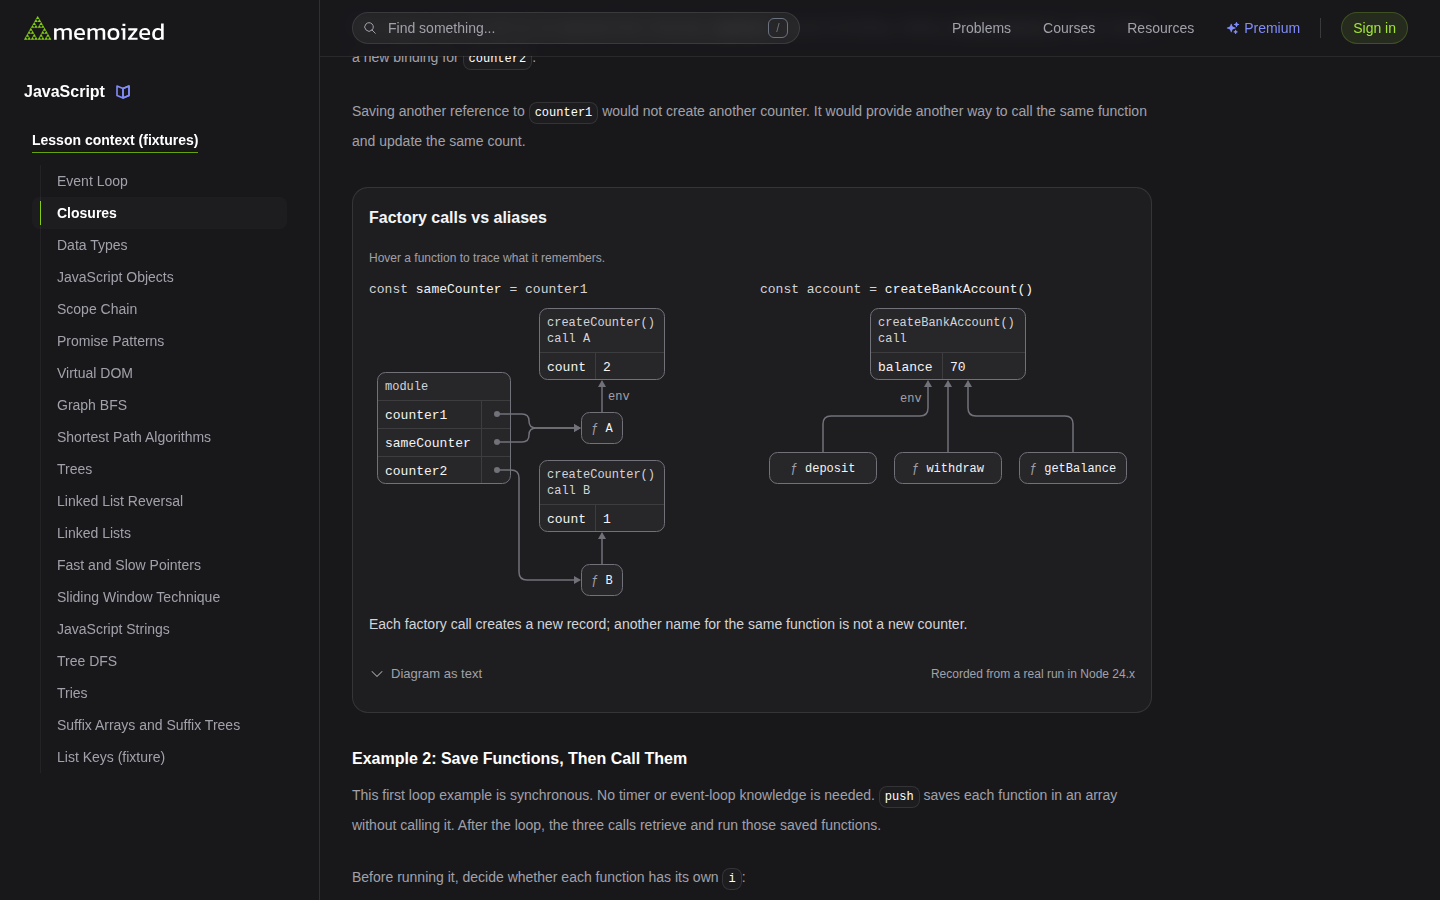 memoized
Find something...
/
Problems
Courses
Resources
Premium
Sign in
JavaScript
Lesson context (fixtures)
Event Loop
Closures
Data Types
JavaScript Objects
Scope Chain
Promise Patterns
Virtual DOM
Graph BFS
Shortest Path Algorithms
Trees
Linked List Reversal
Linked Lists
Fast and Slow Pointers
Sliding Window Technique
JavaScript Strings
Tree DFS
Tries
Suffix Arrays and Suffix Trees
List Keys (fixture)
a new binding for counter2.
Saving another reference to counter1 would not create another counter. It would provide another way to call the same function
and update the same count.
Factory calls vs aliases
Hover a function to trace what it remembers.
const sameCounter = counter1
createCounter()
call A
count 2
env
module
counter1
sameCounter
counter2
ƒ A
createCounter()
call B
count 1
ƒ B
const account = createBankAccount()
createBankAccount()
call
balance 70
env
ƒ deposit
ƒ withdraw
ƒ getBalance
Each factory call creates a new record; another name for the same function is not a new counter.
Diagram as text
Recorded from a real run in Node 24.x
Example 2: Save Functions, Then Call Them
This first loop example is synchronous. No timer or event-loop knowledge is needed. push saves each function in an array
without calling it. After the loop, the three calls retrieve and run those saved functions.
Before running it, decide whether each function has its own i: